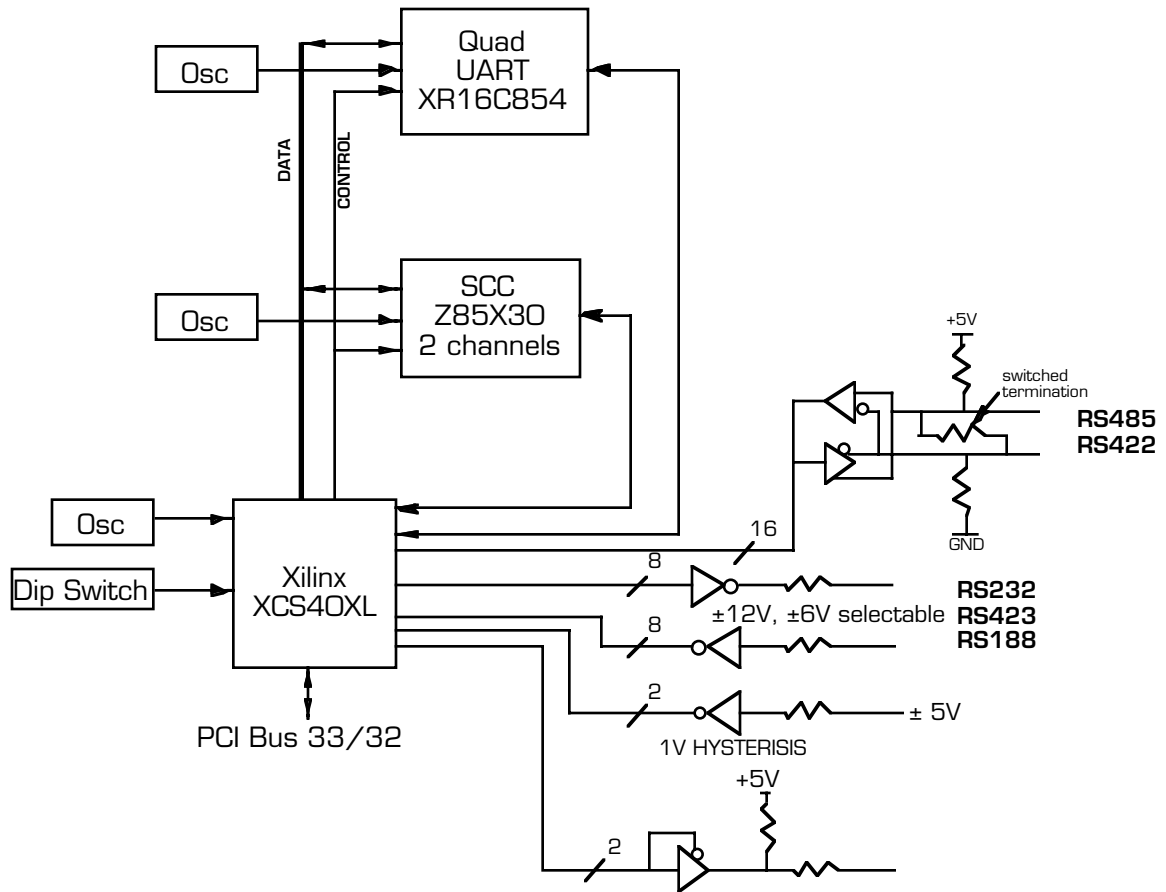 Quad
UART
XR16C854
Osc
DATA
CONTROL
SCC
Z85X30
2 channels
Osc
+5V
switched
termination
RS485
RS422
GND
Osc
Dip Switch
Xilinx
XCS40XL
16
8
RS232
±12V, ±6V selectable
RS423
RS188
8
2
± 5V
1V HYSTERISIS
PCI Bus 33/32
+5V
2